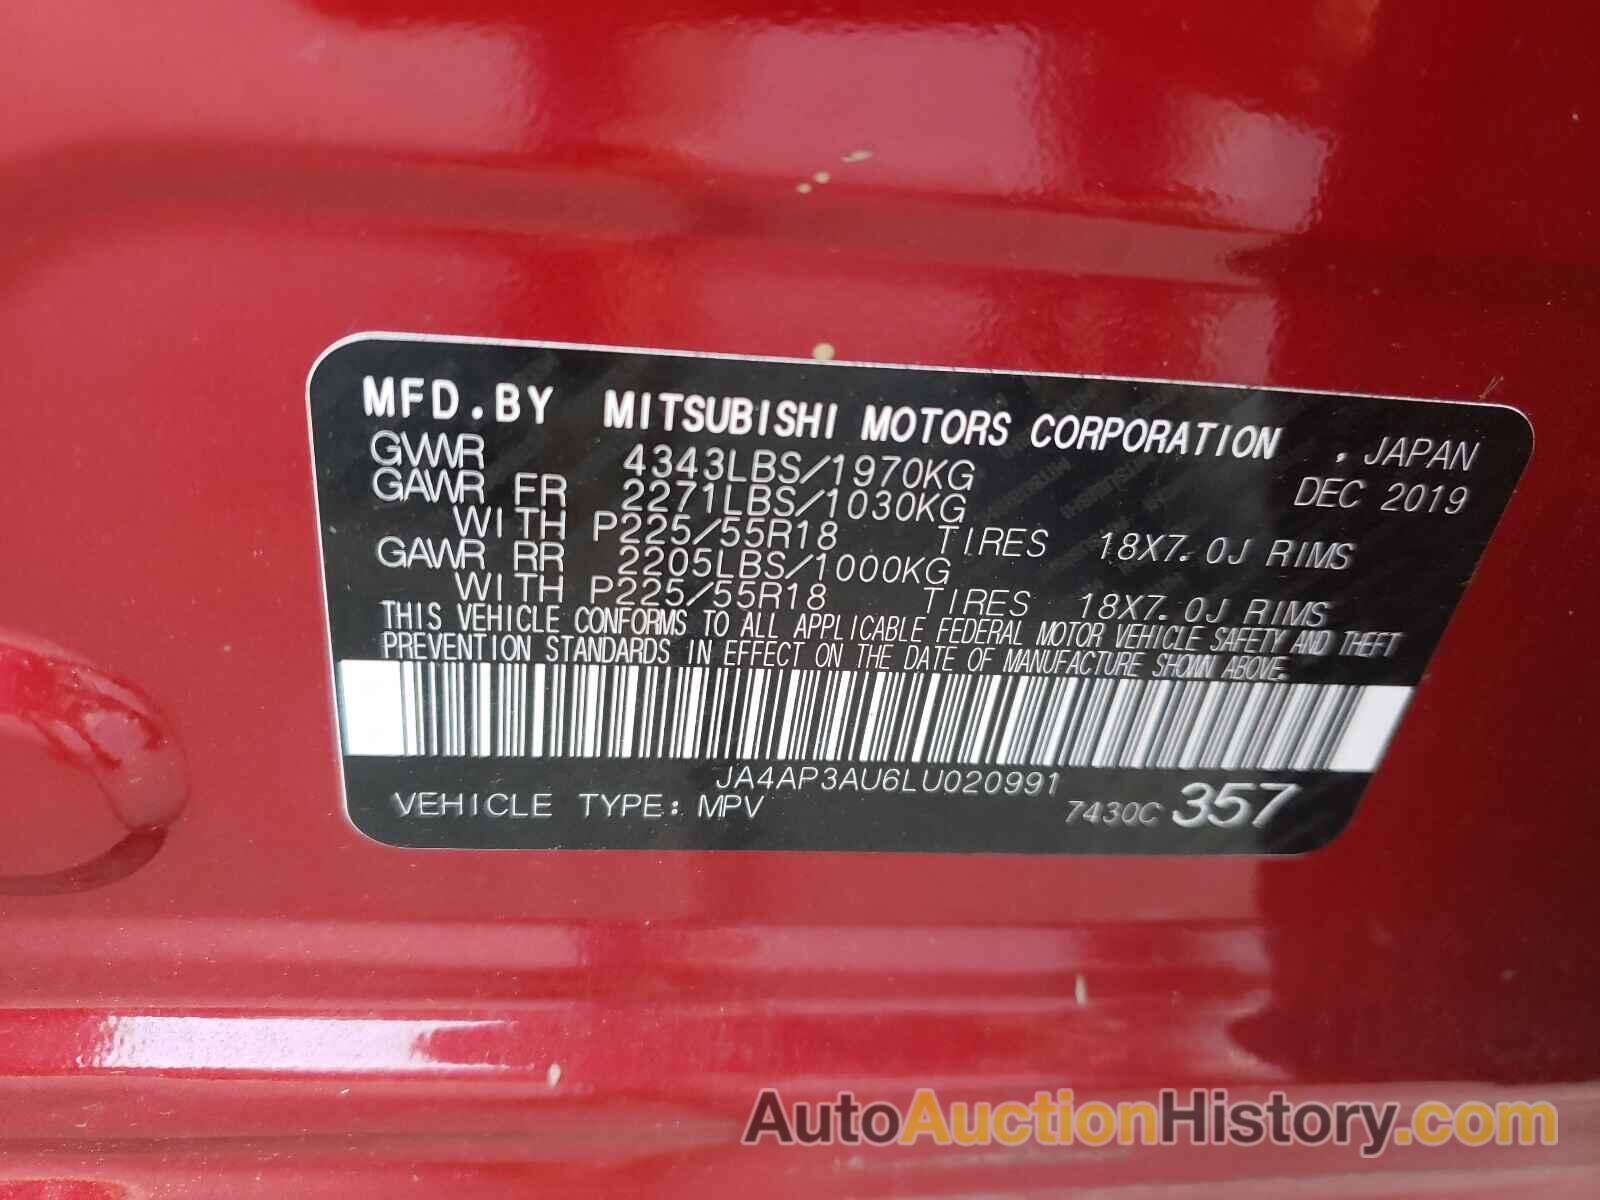 MFD.BY MITSUBISHI MOTORS CORPORATION . JAPAN
GVWR 4343LBS/1970KG DEC 2019
GAWR FR 2271LBS/1030KG
WITH P225/55R18 TIRES 18X7.0J RIMS
GAWR RR 2205LBS/1000KG
WITH P225/55R18 TIRES 18X7.0J RIMS
THIS VEHICLE CONFORMS TO ALL APPLICABLE FEDERAL MOTOR VEHICLE SAFETY AND THEFT
PREVENTION STANDARDS IN EFFECT ON THE DATE OF MANUFACTURE SHOWN ABOVE.
JA4AP3AU6LU020991
VEHICLE TYPE: MPV 7430C 357
AutoAuctionHistory.com